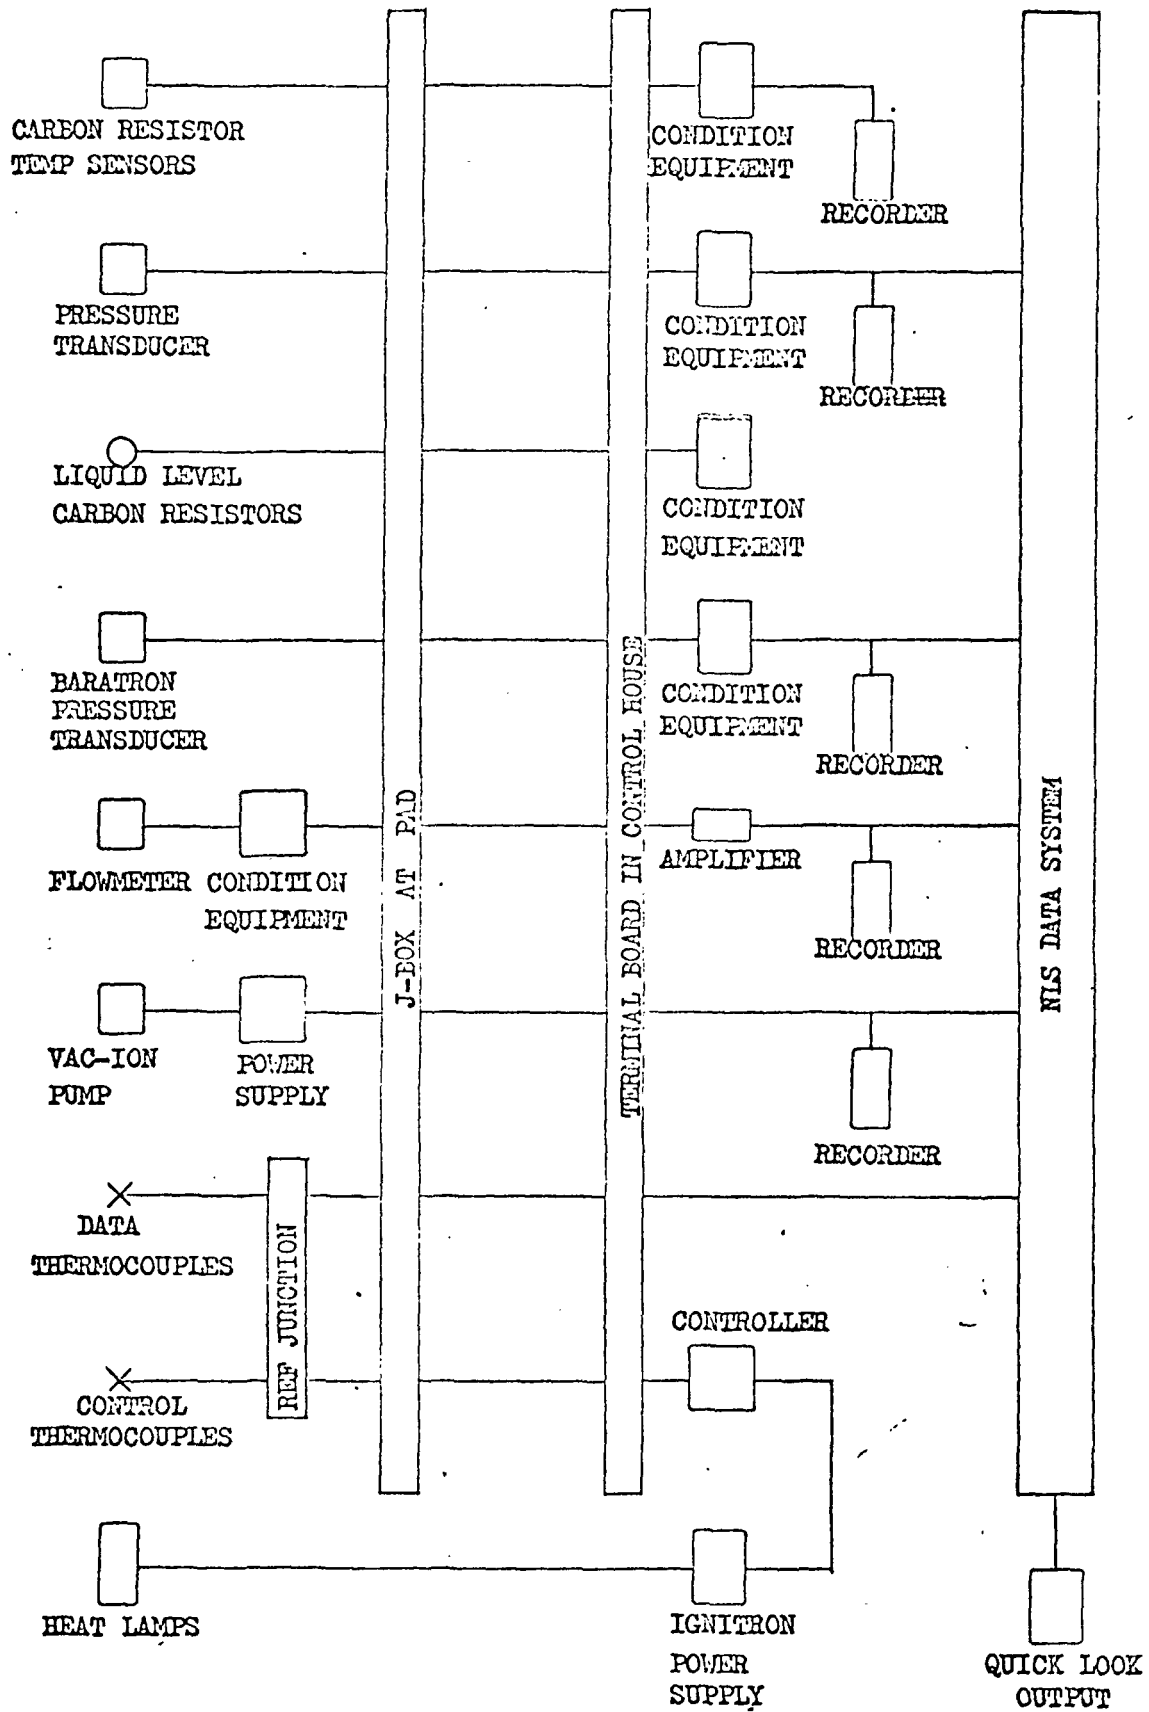 CARBON RESISTOR
TEMP SENSORS
CONDITION
EQUIPMENT
RECORDER
PRESSURE
TRANSDUCER
CONDITION
EQUIPMENT
RECORDER
LIQUID LEVEL
CARBON RESISTORS
CONDITION
EQUIPMENT
BARATRON
PRESSURE
TRANSDUCER
CONDITION
EQUIPMENT
RECORDER
J-BOX AT PAD
TERMINAL BOARD IN CONTROL HOUSE
NLS DATA SYSTEM
FLOWMETER
CONDITION
EQUIPMENT
AMPLIFIER
RECORDER
VAC-ION
PUMP
POWER
SUPPLY
RECORDER
DATA
THERMOCOUPLES
REF JUNCTION
CONTROLLER
CONTROL
THERMOCOUPLES
HEAT LAMPS
IGNITRON
POWER
SUPPLY
QUICK LOOK
OUTPUT